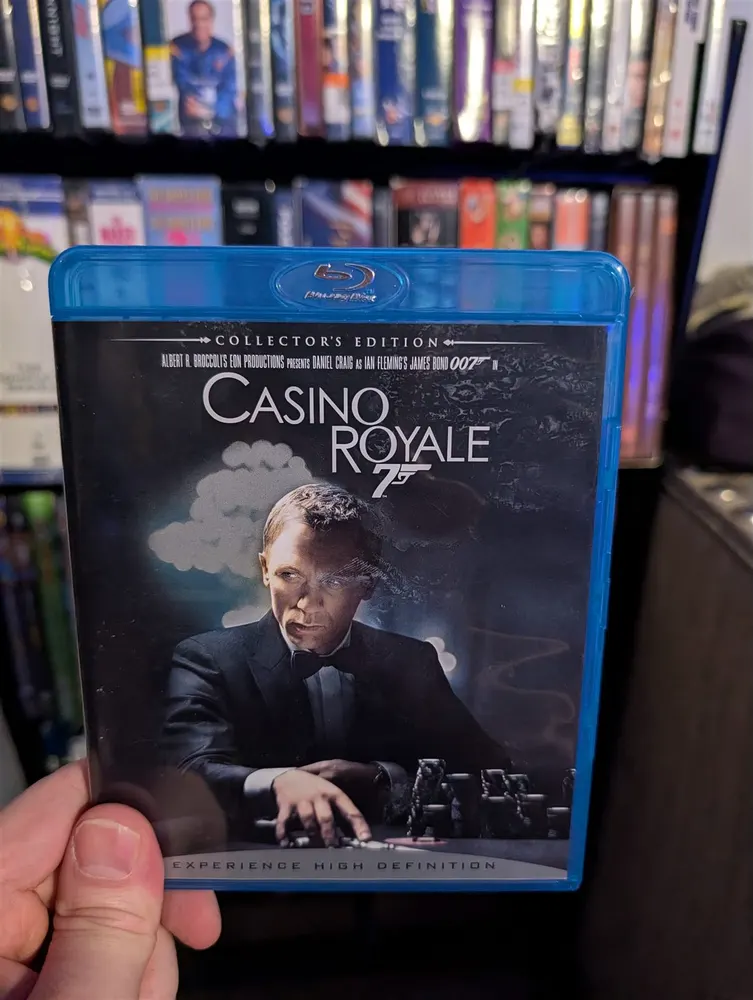 Blu-ray Disc
COLLECTOR'S EDITION
ALBERT R. BROCCOLI'S EON PRODUCTIONS PRESENTS DANIEL CRAIG AS IAN FLEMING'S JAMES BOND 007 IN
CASINO
ROYALE
7
EXPERIENCE HIGH DEFINITION